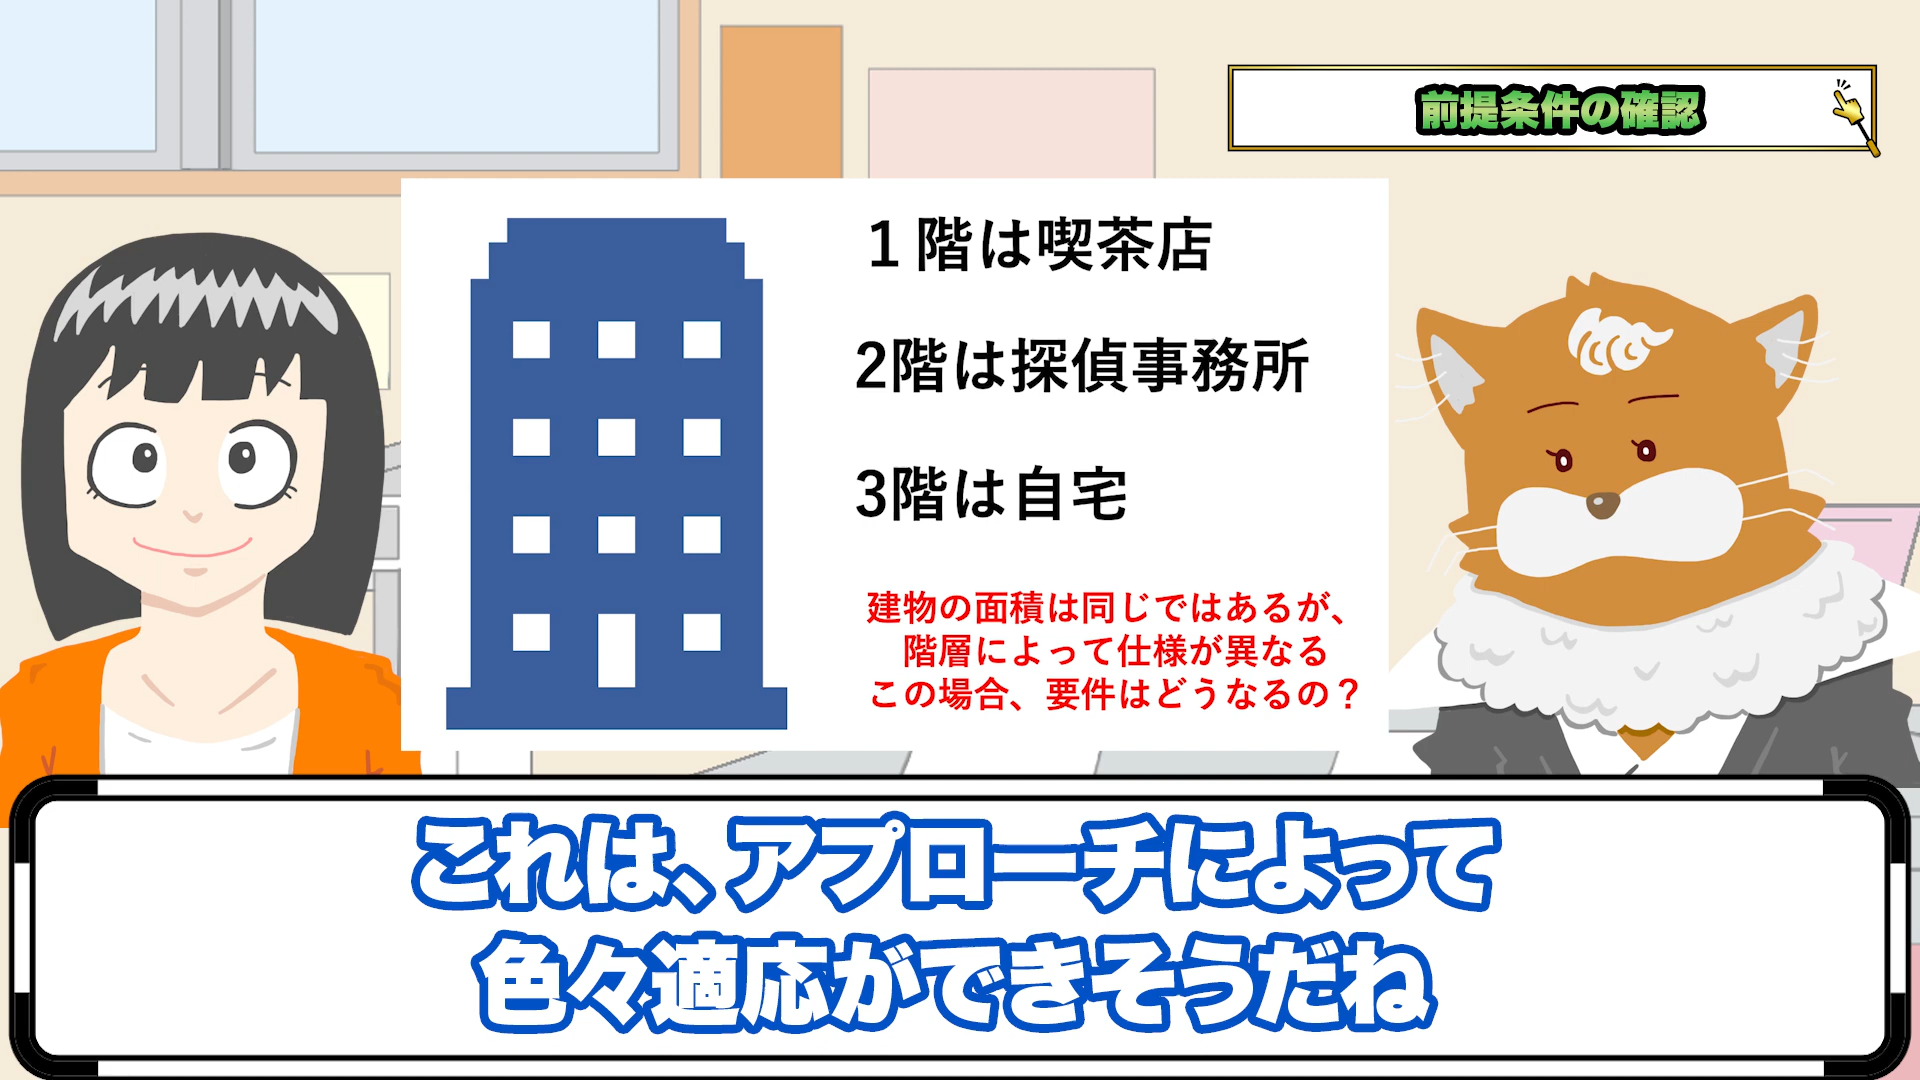 前提条件の確認
１階は喫茶店
2階は探偵事務所
3階は自宅
建物の面積は同じではあるが、
階層によって仕様が異なる
この場合、要件はどうなるの？
これは、アプローチによって
色々適応ができそうだね